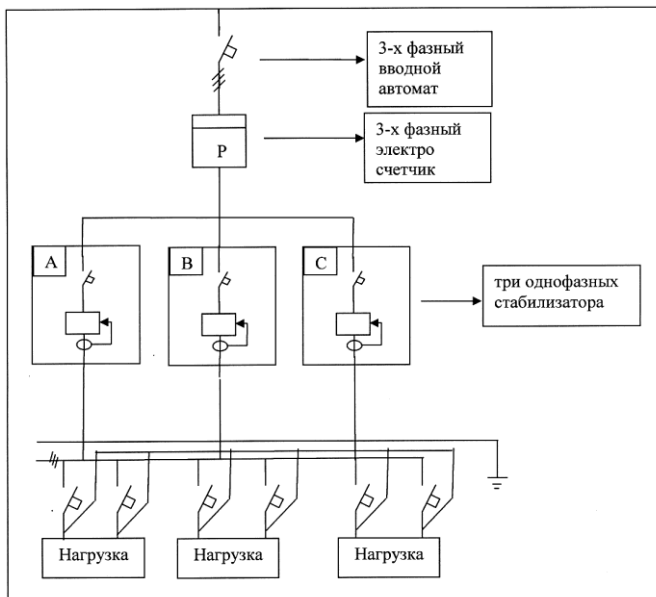 3-х фазный
вводной
автомат
3-х фазный
электро
счетчик
Р
А
В
С
три однофазных
стабилизатора
Нагрузка
Нагрузка
Нагрузка